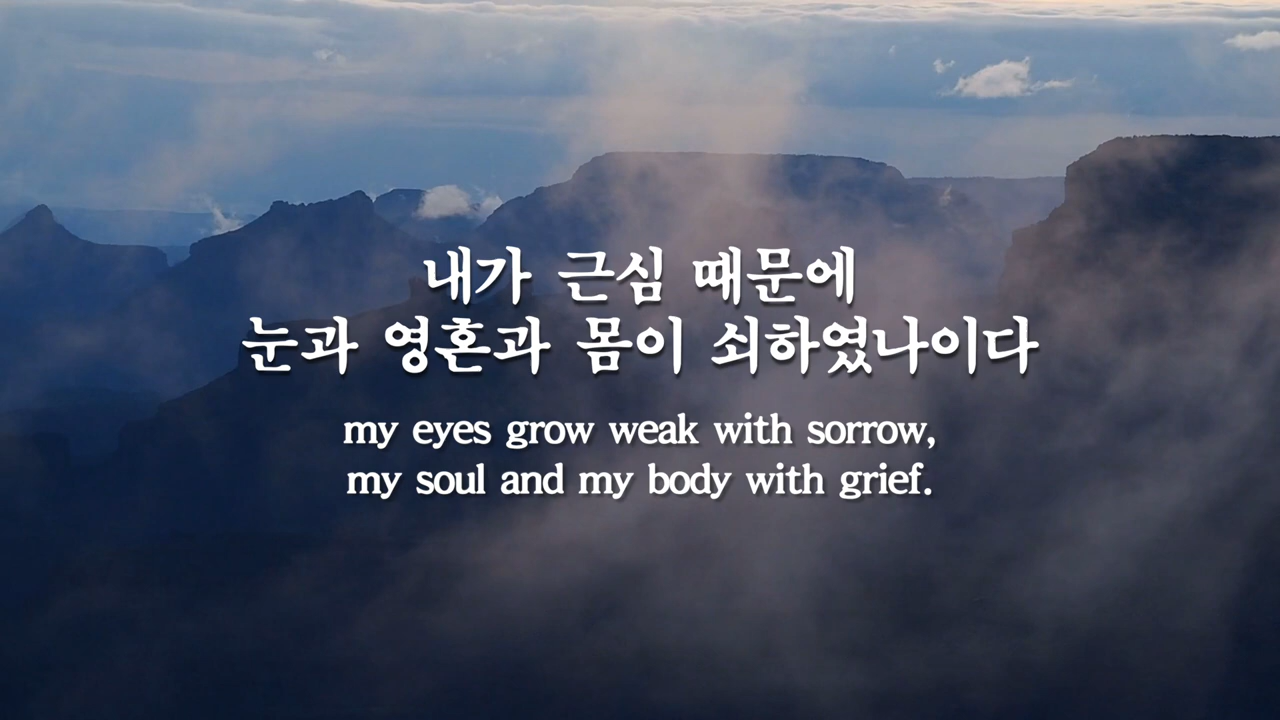 내가 근심 때문에
눈과 영혼과 몸이 쇠하였나이다
my eyes grow weak with sorrow,
my soul and my body with grief.